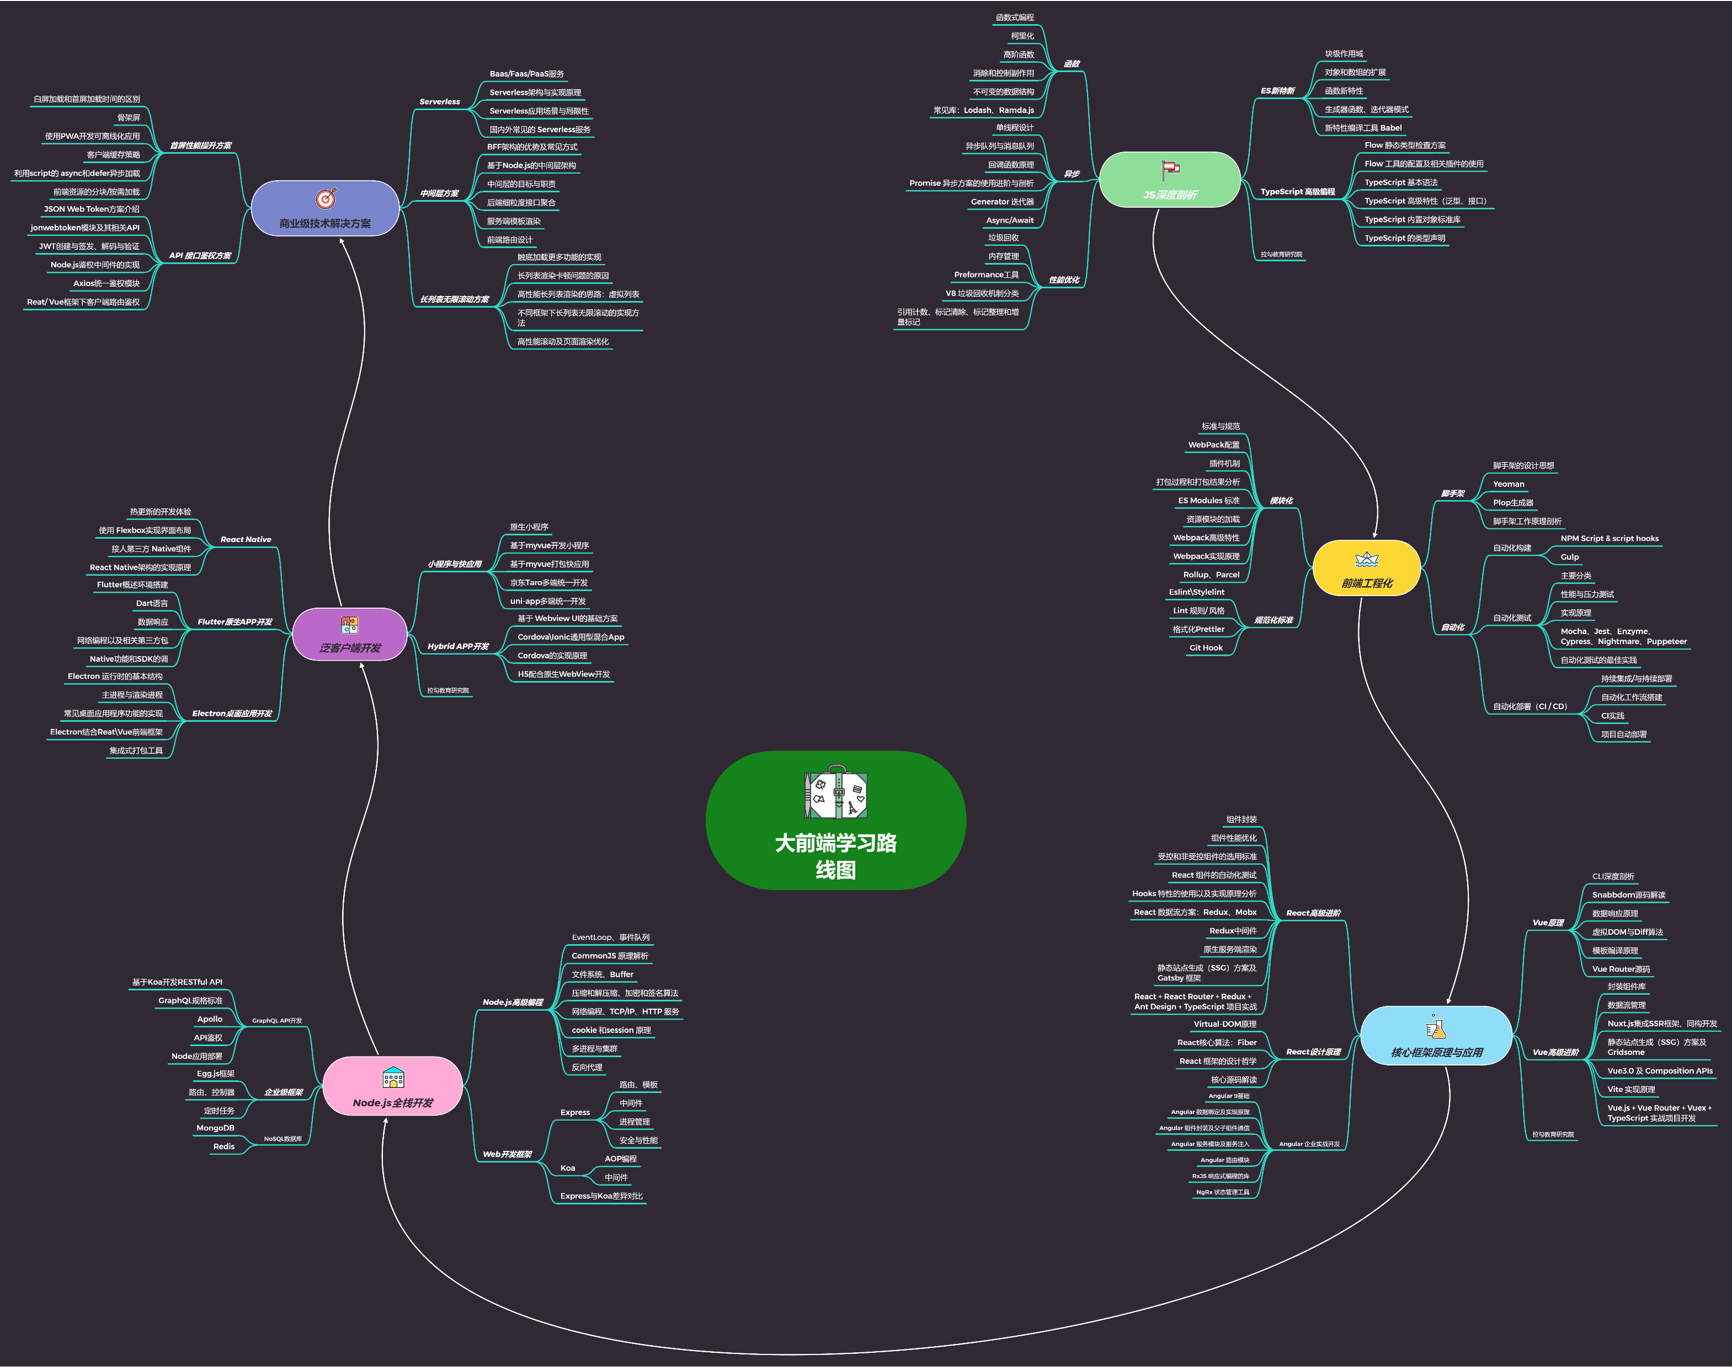 大前端学习路
线图
JS深度剖析
函数
函数式编程
柯里化
高阶函数
消除和控制副作用
不可变的数据结构
常见库：Lodash、Ramda.js
异步
单线程设计
异步队列与消息队列
回调函数原理
Promise 异步方案的使用进阶与剖析
Generator 迭代器
Async/Await
性能优化
垃圾回收
内存管理
Preformance工具
V8 垃圾回收机制分类
引用计数、标记清除、标记整理和增
量标记
ES新特新
块级作用域
对象和数组的扩展
函数新特性
生成器函数、迭代器模式
新特性编译工具 Babel
TypeScript 高级编程
Flow 静态类型检查方案
Flow 工具的配置及相关插件的使用
TypeScript 基本语法
TypeScript 高级特性（泛型、接口）
TypeScript 内置对象标准库
TypeScript 的类型声明
拉勾教育研究院
前端工程化
模块化
标准与规范
WebPack配置
插件机制
打包过程和打包结果分析
ES Modules 标准
资源模块的加载
Webpack高级特性
Webpack实现原理
Rollup、Parcel
规范化标准
Eslint\Stylelint
Lint 规则/ 风格
格式化Prettler
Git Hook
脚手架
脚手架的设计思想
Yeoman
Plop生成器
脚手架工作原理剖析
自动化
自动化构建
NPM Script & script hooks
Gulp
自动化测试
主要分类
性能与压力测试
实现原理
Mocha、Jest、Enzyme、
Cypress、Nightmare、Puppeteer
自动化测试的最佳实践
自动化部署（CI / CD）
持续集成/与持续部署
自动化工作流搭建
CI实践
项目自动部署
核心框架原理与应用
React高级进阶
组件封装
组件性能优化
受控和非受控组件的选用标准
React 组件的自动化测试
Hooks 特性的使用以及实现原理分析
React 数据流方案：Redux、Mobx
Redux中间件
原生服务端渲染
静态站点生成（SSG）方案及
Gatsby 框架
React + React Router + Redux +
Ant Design + TypeScript 项目实战
React设计原理
Virtual-DOM原理
React核心算法：Fiber
React 框架的设计哲学
核心源码解读
Angular 企业实战开发
Angular 9基础
Angular 数据绑定及实现原理
Angular 组件封装及父子组件通信
Angular 服务模块及服务注入
Angular 路由模块
RxJS 响应式编程的库
NgRx 状态管理工具
Vue原理
CLI深度剖析
Snabbdom源码解读
数据响应原理
虚拟DOM与Diff算法
模板编译原理
Vue Router源码
Vue高级进阶
封装组件库
数据流管理
Nuxt.js集成SSR框架、同构开发
静态站点生成（SSG）方案及
Gridsome
Vue3.0 及 Composition APIs
Vite 实现原理
Vue.js + Vue Router + Vuex +
TypeScript 实战项目开发
拉勾教育研究院
Node.js全栈开发
Node.js高级编程
EventLoop、事件队列
CommonJS 原理解析
文件系统、Buffer
压缩和解压缩、加密和签名算法
网络编程、TCP/IP、HTTP 服务
cookie 和session 原理
多进程与集群
反向代理
Web开发框架
Express
路由、模板
中间件
进程管理
安全与性能
Koa
AOP编程
中间件
Express与Koa差异对比
GraphQL API开发
基于Koa开发RESTful API
GraphQL规格标准
Apollo
API鉴权
Node应用部署
企业级框架
Egg.js框架
路由、控制器
定时任务
NoSQL数据库
MongoDB
Redis
泛客户端开发
React Native
热更新的开发体验
使用 Flexbox实现界面布局
接人第三方 Native组件
React Native架构的实现原理
Flutter原生APP开发
Flutter概述环境搭建
Dart语言
数据响应
网络编程以及相关第三方包
Native功能和SDK的调
Electron桌面应用开发
Electron 运行时的基本结构
主进程与渲染进程
常见桌面应用程序功能的实现
Electron结合Reat\Vue前端框架
集成式打包工具
小程序与快应用
原生小程序
基于myvue开发小程序
基于myvue打包快应用
京东Taro多端统一开发
uni-app多端统一开发
Hybrid APP开发
基于 Webview UI的基础方案
Cordova\Ionic通用型混合App
Cordova的实现原理
H5配合原生WebView开发
拉勾教育研究院
商业级技术解决方案
首屏性能提升方案
白屏加载和首屏加载时间的区别
骨架屏
使用PWA开发可离线化应用
客户端缓存策略
利用script的 async和defer异步加载
前端资源的分块/按需加载
API 接口鉴权方案
JSON Web Token方案介绍
jonwebtoken模块及其相关API
JWT创建与签发、解码与验证
Node.js鉴权中间件的实现
Axios统一鉴权模块
Reat/ Vue框架下客户端路由鉴权
Serverless
Baas/Faas/PaaS服务
Serverless架构与实现原理
Serverless应用场景与局限性
国内外常见的 Serverless服务
中间层方案
BFF架构的优势及常见方式
基于Node.js的中间层架构
中间层的目标与职责
后端细粒度接口聚合
服务端模板渲染
前端路由设计
长列表无限滚动方案
触底加载更多功能的实现
长列表渲染卡顿问题的原因
高性能长列表渲染的思路：虚拟列表
不同框架下长列表无限滚动的实现方
法
高性能滚动及页面渲染优化